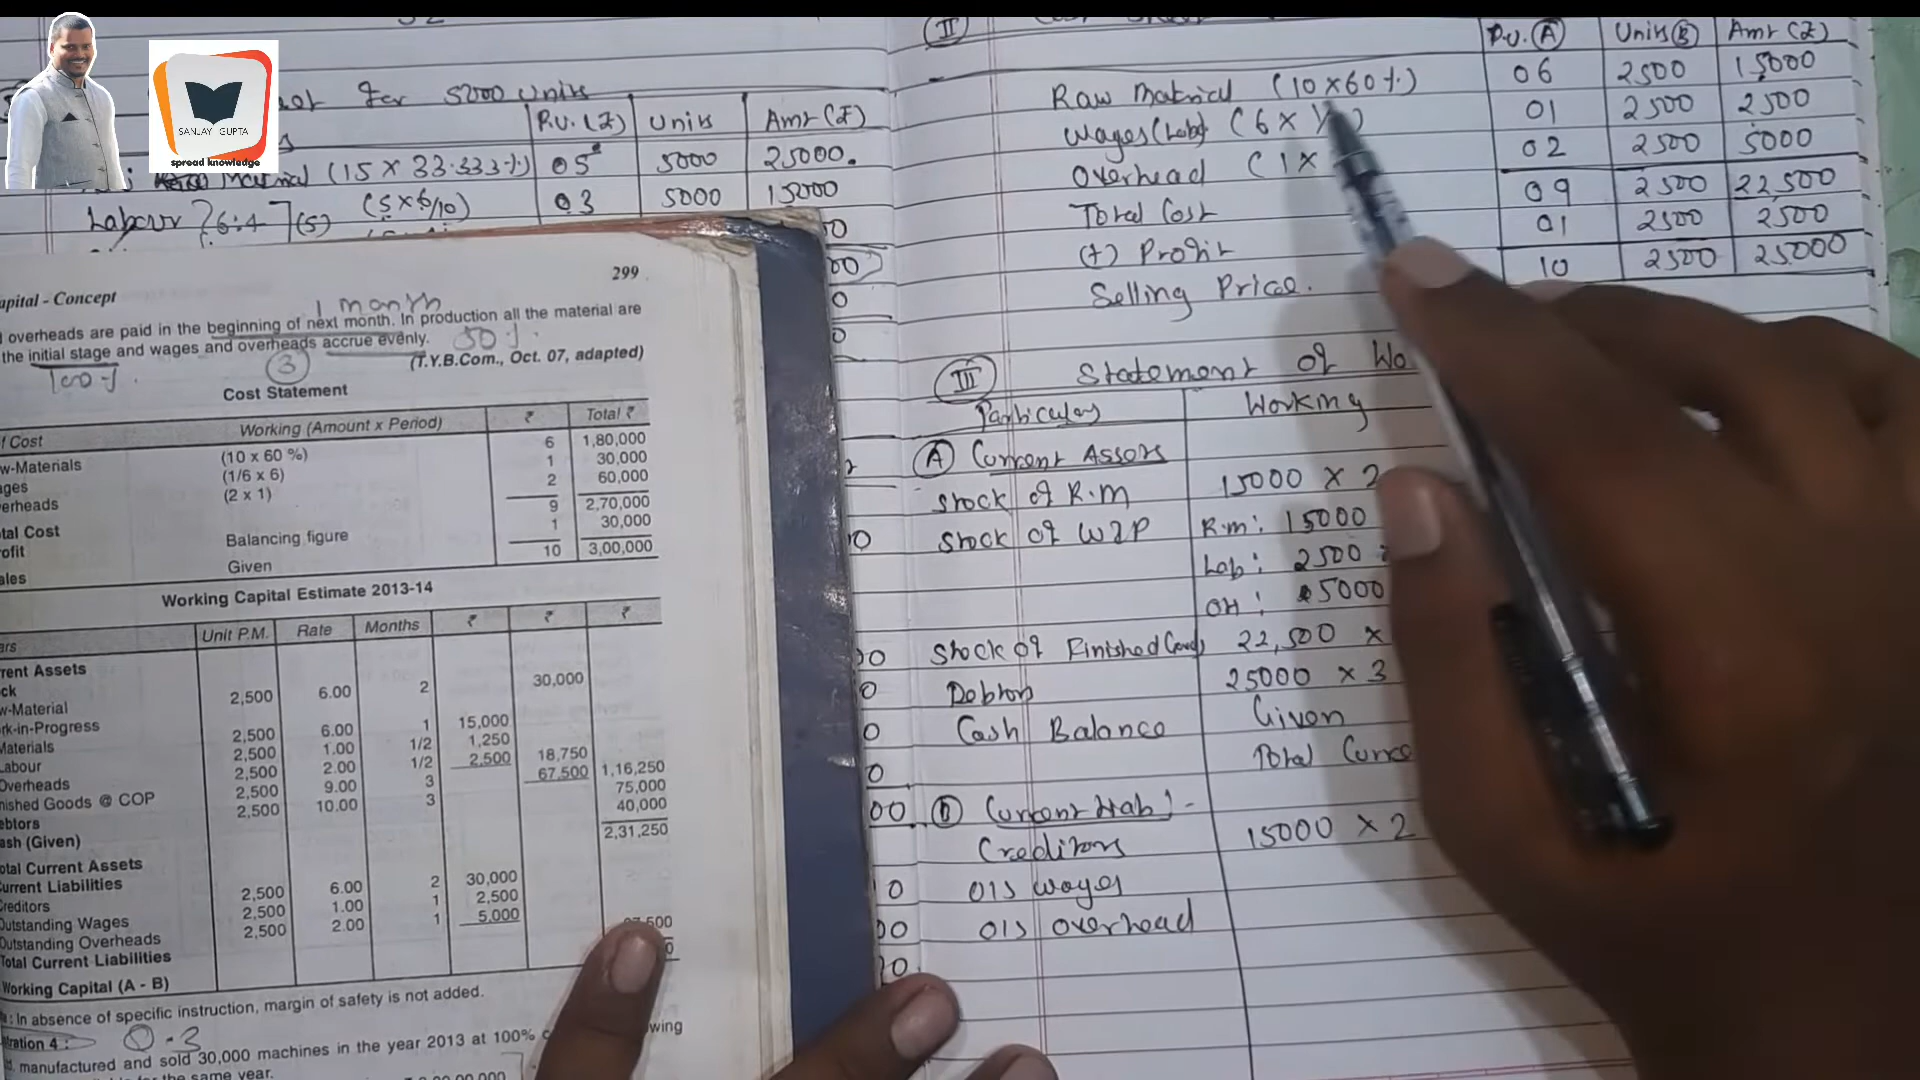 SANJAY GUPTA
spread knowledge
for 5000 units
P.U. (₹) Units Amt (₹)
Material (15 X 33.333%) 05 5000 25000.
Labour 6:4 (5) (5 x 6/10) 03 5000 15000
299
apital - Concept
1 month
overheads are paid in the beginning of next month. In production all the material are
the initial stage and wages and overheads accrue evenly. 50%.
100%.
3
(T.Y.B.Com., Oct. 07, adapted)
Cost Statement
f Cost Working (Amount x Period) ₹ Total ₹
w-Materials (10 x 60 %) 6 1,80,000
ages (1/6 x 6) 1 30,000
erheads (2 x 1) 2 60,000
tal Cost 9 2,70,000
ofit Balancing figure 1 30,000
ales Given 10 3,00,000
Working Capital Estimate 2013-14
ars Unit P.M. Rate Months ₹ ₹ ₹
rrent Assets
ck
w-Material 2,500 6.00 2 30,000
rk-in-Progress
Materials 2,500 6.00 1 15,000
Labour 2,500 1.00 1/2 1,250
Overheads 2,500 2.00 1/2 2,500 18,750
nished Goods @ COP 2,500 9.00 3 67,500 1,16,250
ebtors 2,500 10.00 3 75,000
ash (Given) 40,000
otal Current Assets 2,31,250
Current Liabilities
reditors 2,500 6.00 2 30,000
Outstanding Wages 2,500 1.00 1 2,500
Outstanding Overheads 2,500 2.00 1 5,000
Total Current Liabilities
Working Capital (A - B)
: In absence of specific instruction, margin of safety is not added.
tration 4 :
manufactured and sold 30,000 machines in the year 2013 at 100%
the same year.
II
P.U. (A) Units (B) Amt (₹)
Raw Material (10 x 60%) 06 2500 15000
Wages (Lab) (6 x 01 2500 2500
Overhead (1 x 02 2500 5000
Total Cost 09 2500 22500
(+) Profit 01 2500 2500
Selling Price. 10 2500 25000
III Statement of Wo
Particulars Working
(A) Current Assets
Stock of R.M 15000 x 2
Stock of WIP R.m: 15000
Lab: 2500
OH: 5000
Stock of Finished Goods 22,500 x
Debtors 25000 x 3
Cash Balance Given
Total Curre
(B) Current Liab:-
Creditors 15000 x 2
O/S wages
O/S overhead